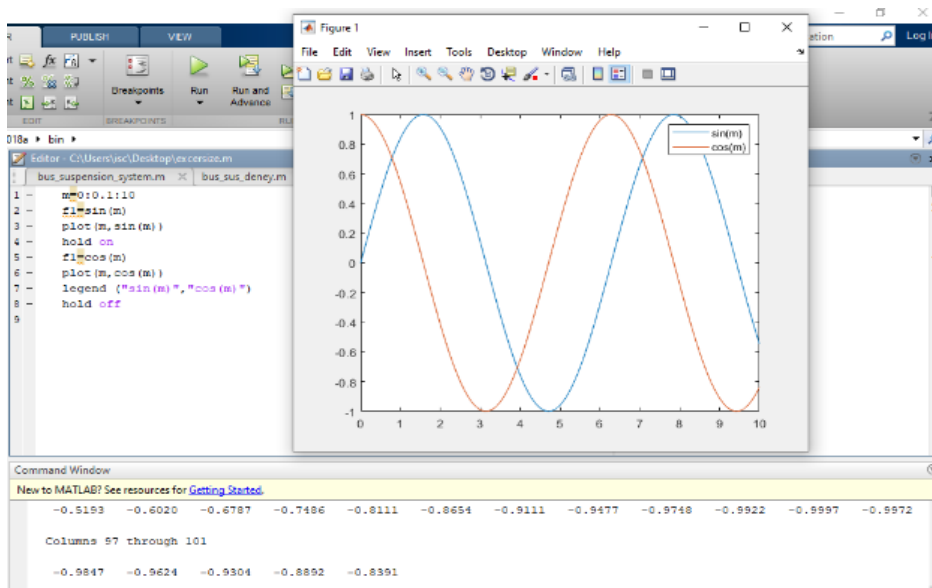 Figure 1
PUBLISH VIEW
File Edit View Insert Tools Desktop Window Help
Log In
Breakpoints Run Run and
Advance
EDIT BREAKPOINTS
018a bin
Editor - C:\Users\isc\Desktop\excersize.m
bus_suspension_system.m bus_sus_deney.m
1 - m=0:0.1:10
2 - f1=sin(m)
3 - plot(m,sin(m))
4 - hold on
5 - f1=cos(m)
6 - plot(m,cos(m))
7 - legend ("sin(m)","cos(m)")
8 - hold off
9
sin(m)
cos(m)
1
0.8
0.6
0.4
0.2
0
-0.2
-0.4
-0.6
-0.8
-1
0 1 2 3 4 5 6 7 8 9 10
Command Window
New to MATLAB? See resources for Getting Started.
-0.5193 -0.6020 -0.6787 -0.7486 -0.8111 -0.8654 -0.9111 -0.9477 -0.9748 -0.9922 -0.9997 -0.9972
Columns 97 through 101
-0.9847 -0.9624 -0.9304 -0.8892 -0.8391